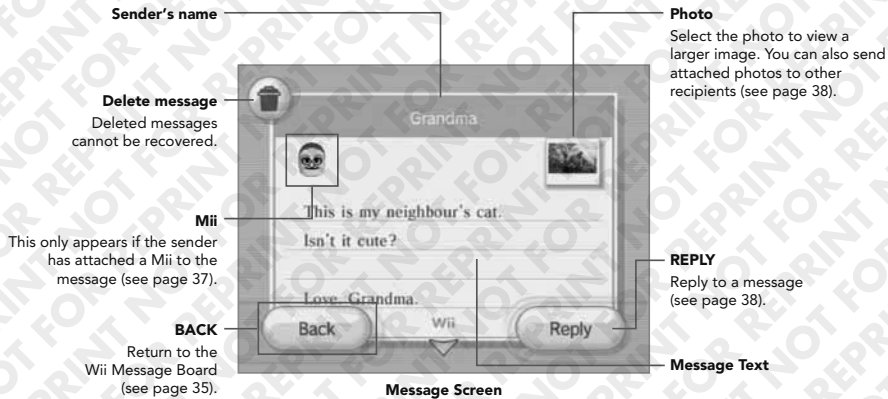 Sender's name
Delete message
Deleted messages
cannot be recovered.
Mii
This only appears if the sender
has attached a Mii to the
message (see page 37).
BACK
Return to the
Wii Message Board
(see page 35).
Grandma
This is my neighbour's cat.
Isn't it cute?
Love, Grandma.
Back
Wii
Reply
Message Screen
Photo
Select the photo to view a
larger image. You can also send
attached photos to other
recipients (see page 38).
REPLY
Reply to a message
(see page 38).
Message Text
NOT FOR REPRINT